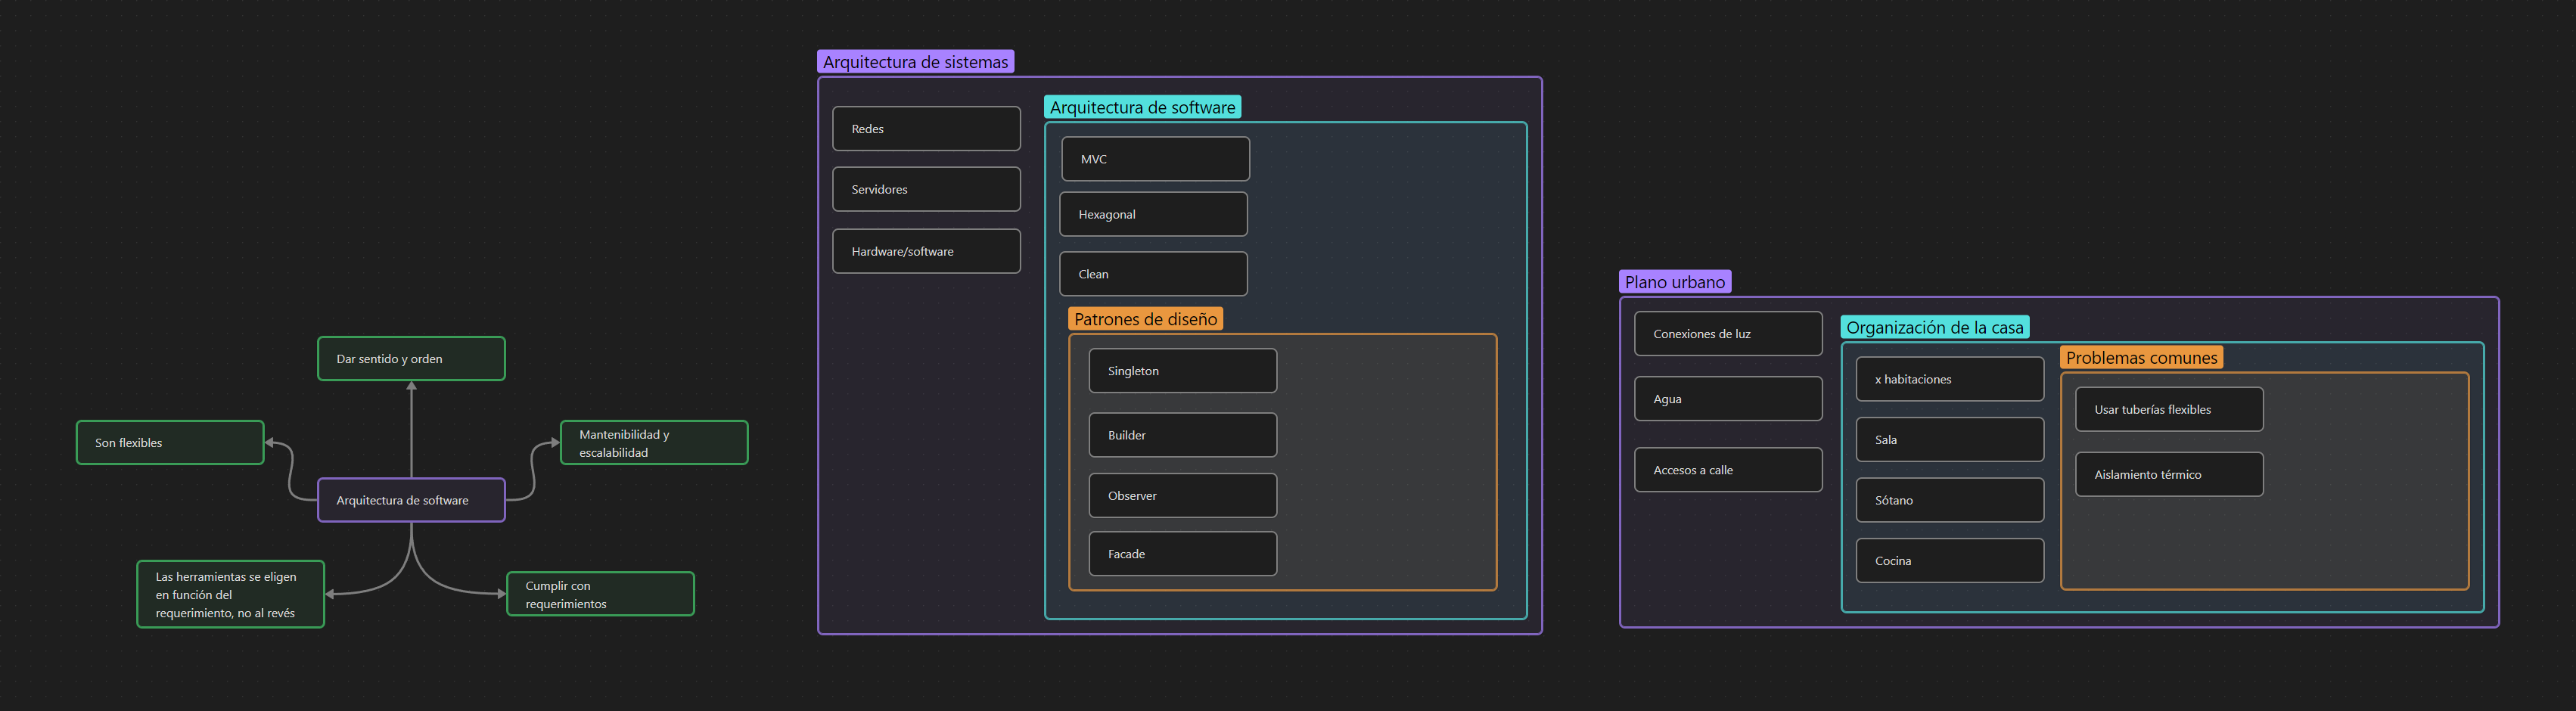 Dar sentido y orden
Son flexibles
Mantenibilidad y
escalabilidad
Arquitectura de software
Las herramientas se eligen
en función del
requerimiento, no al revés
Cumplir con
requerimientos
Arquitectura de sistemas
Redes
Servidores
Hardware/software
Arquitectura de software
MVC
Hexagonal
Clean
Patrones de diseño
Singleton
Builder
Observer
Facade
Plano urbano
Conexiones de luz
Agua
Accesos a calle
Organización de la casa
x habitaciones
Sala
Sótano
Cocina
Problemas comunes
Usar tuberías flexibles
Aislamiento térmico